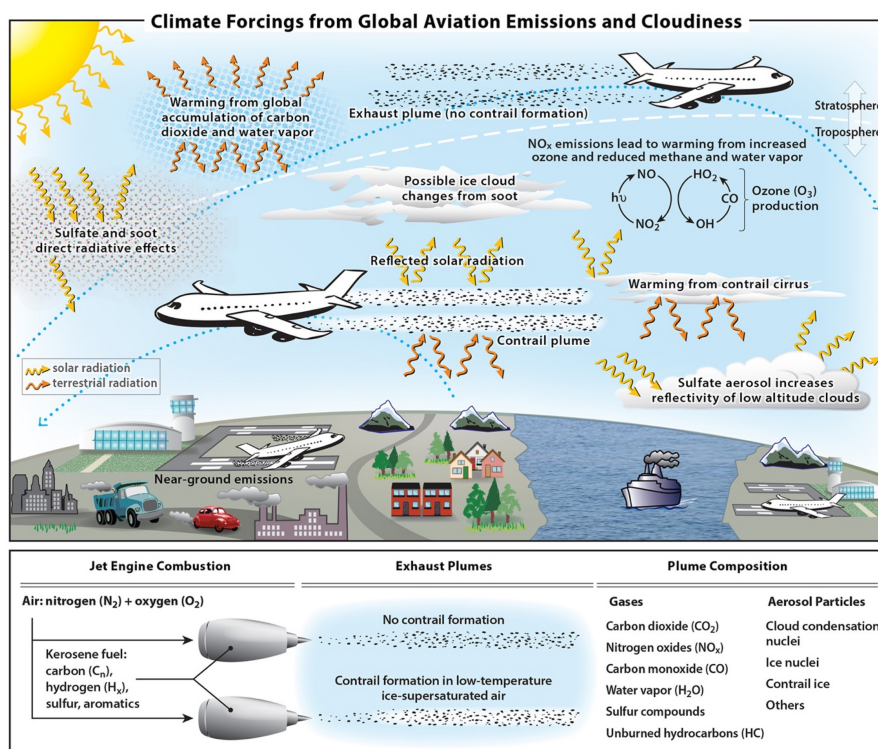 Climate Forcings from Global Aviation Emissions and Cloudiness
Warming from global
accumulation of carbon
dioxide and water vapor
Exhaust plume (no contrail formation)
Stratosphere
Troposphere
NOx emissions lead to warming from increased
ozone and reduced methane and water vapor
Possible ice cloud
changes from soot
NO
HO2
hυ
CO
NO2
OH
Ozone (O3)
production
Sulfate and soot
direct radiative effects
Reflected solar radiation
Warming from contrail cirrus
Contrail plume
solar radiation
terrestrial radiation
Sulfate aerosol increases
reflectivity of low altitude clouds
Near-ground emissions
Jet Engine Combustion
Air: nitrogen (N2) + oxygen (O2)
Kerosene fuel:
carbon (Cn),
hydrogen (Hx),
sulfur, aromatics
Exhaust Plumes
No contrail formation
Contrail formation in low-temperature
ice-supersaturated air
Plume Composition
Gases
Carbon dioxide (CO2)
Nitrogen oxides (NOx)
Carbon monoxide (CO)
Water vapor (H2O)
Sulfur compounds
Unburned hydrocarbons (HC)
Aerosol Particles
Cloud condensation
nuclei
Ice nuclei
Contrail ice
Others